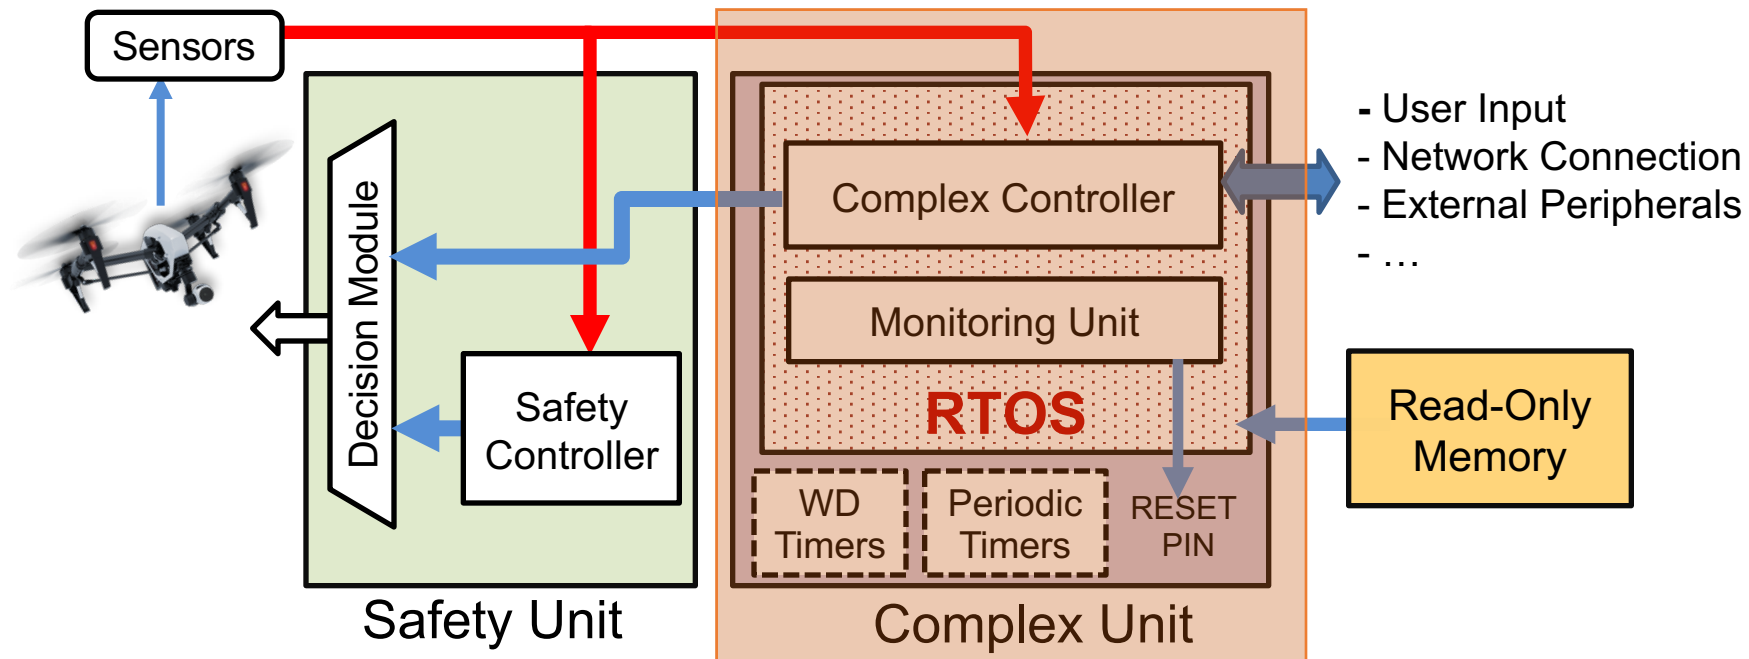 Sensors
Decision Module
Safety
Controller
Safety Unit
Complex Controller
Monitoring Unit
RTOS
WD
Timers
Periodic
Timers
RESET
PIN
Complex Unit
- User Input
- Network Connection
- External Peripherals
- …
Read-Only
Memory